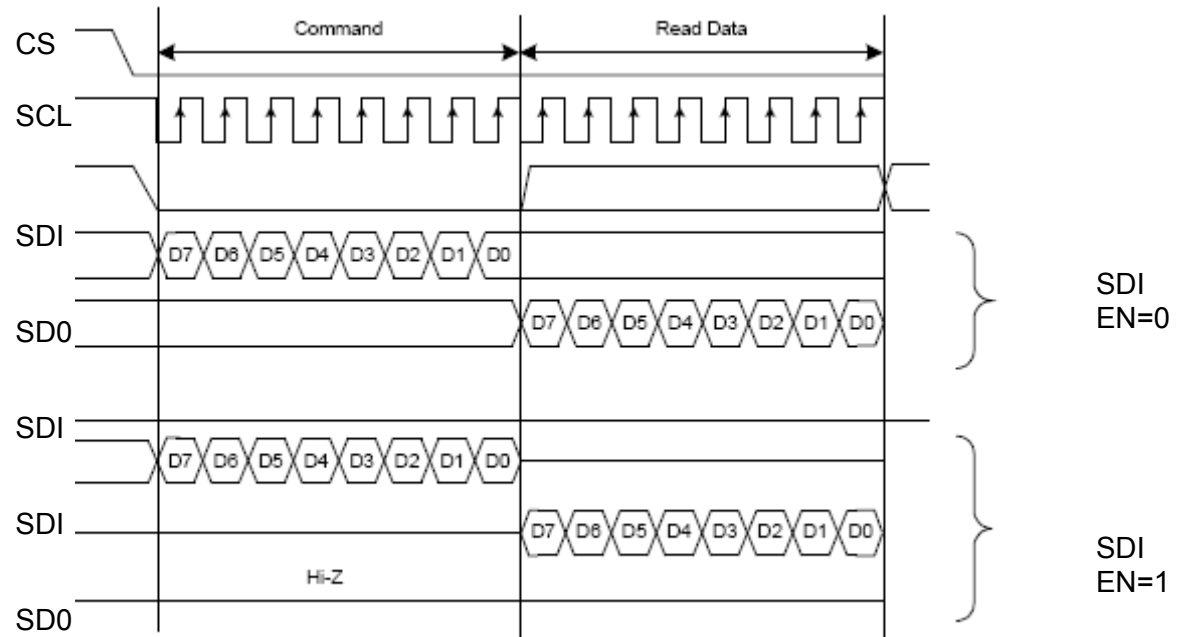 Command Read Data
CS
SCL
SDI D7 D6 D5 D4 D3 D2 D1 D0
SD0 D7 D6 D5 D4 D3 D2 D1 D0
SDI
EN=0
SDI
D7 D6 D5 D4 D3 D2 D1 D0
SDI D7 D6 D5 D4 D3 D2 D1 D0
Hi-Z
SD0
SDI
EN=1